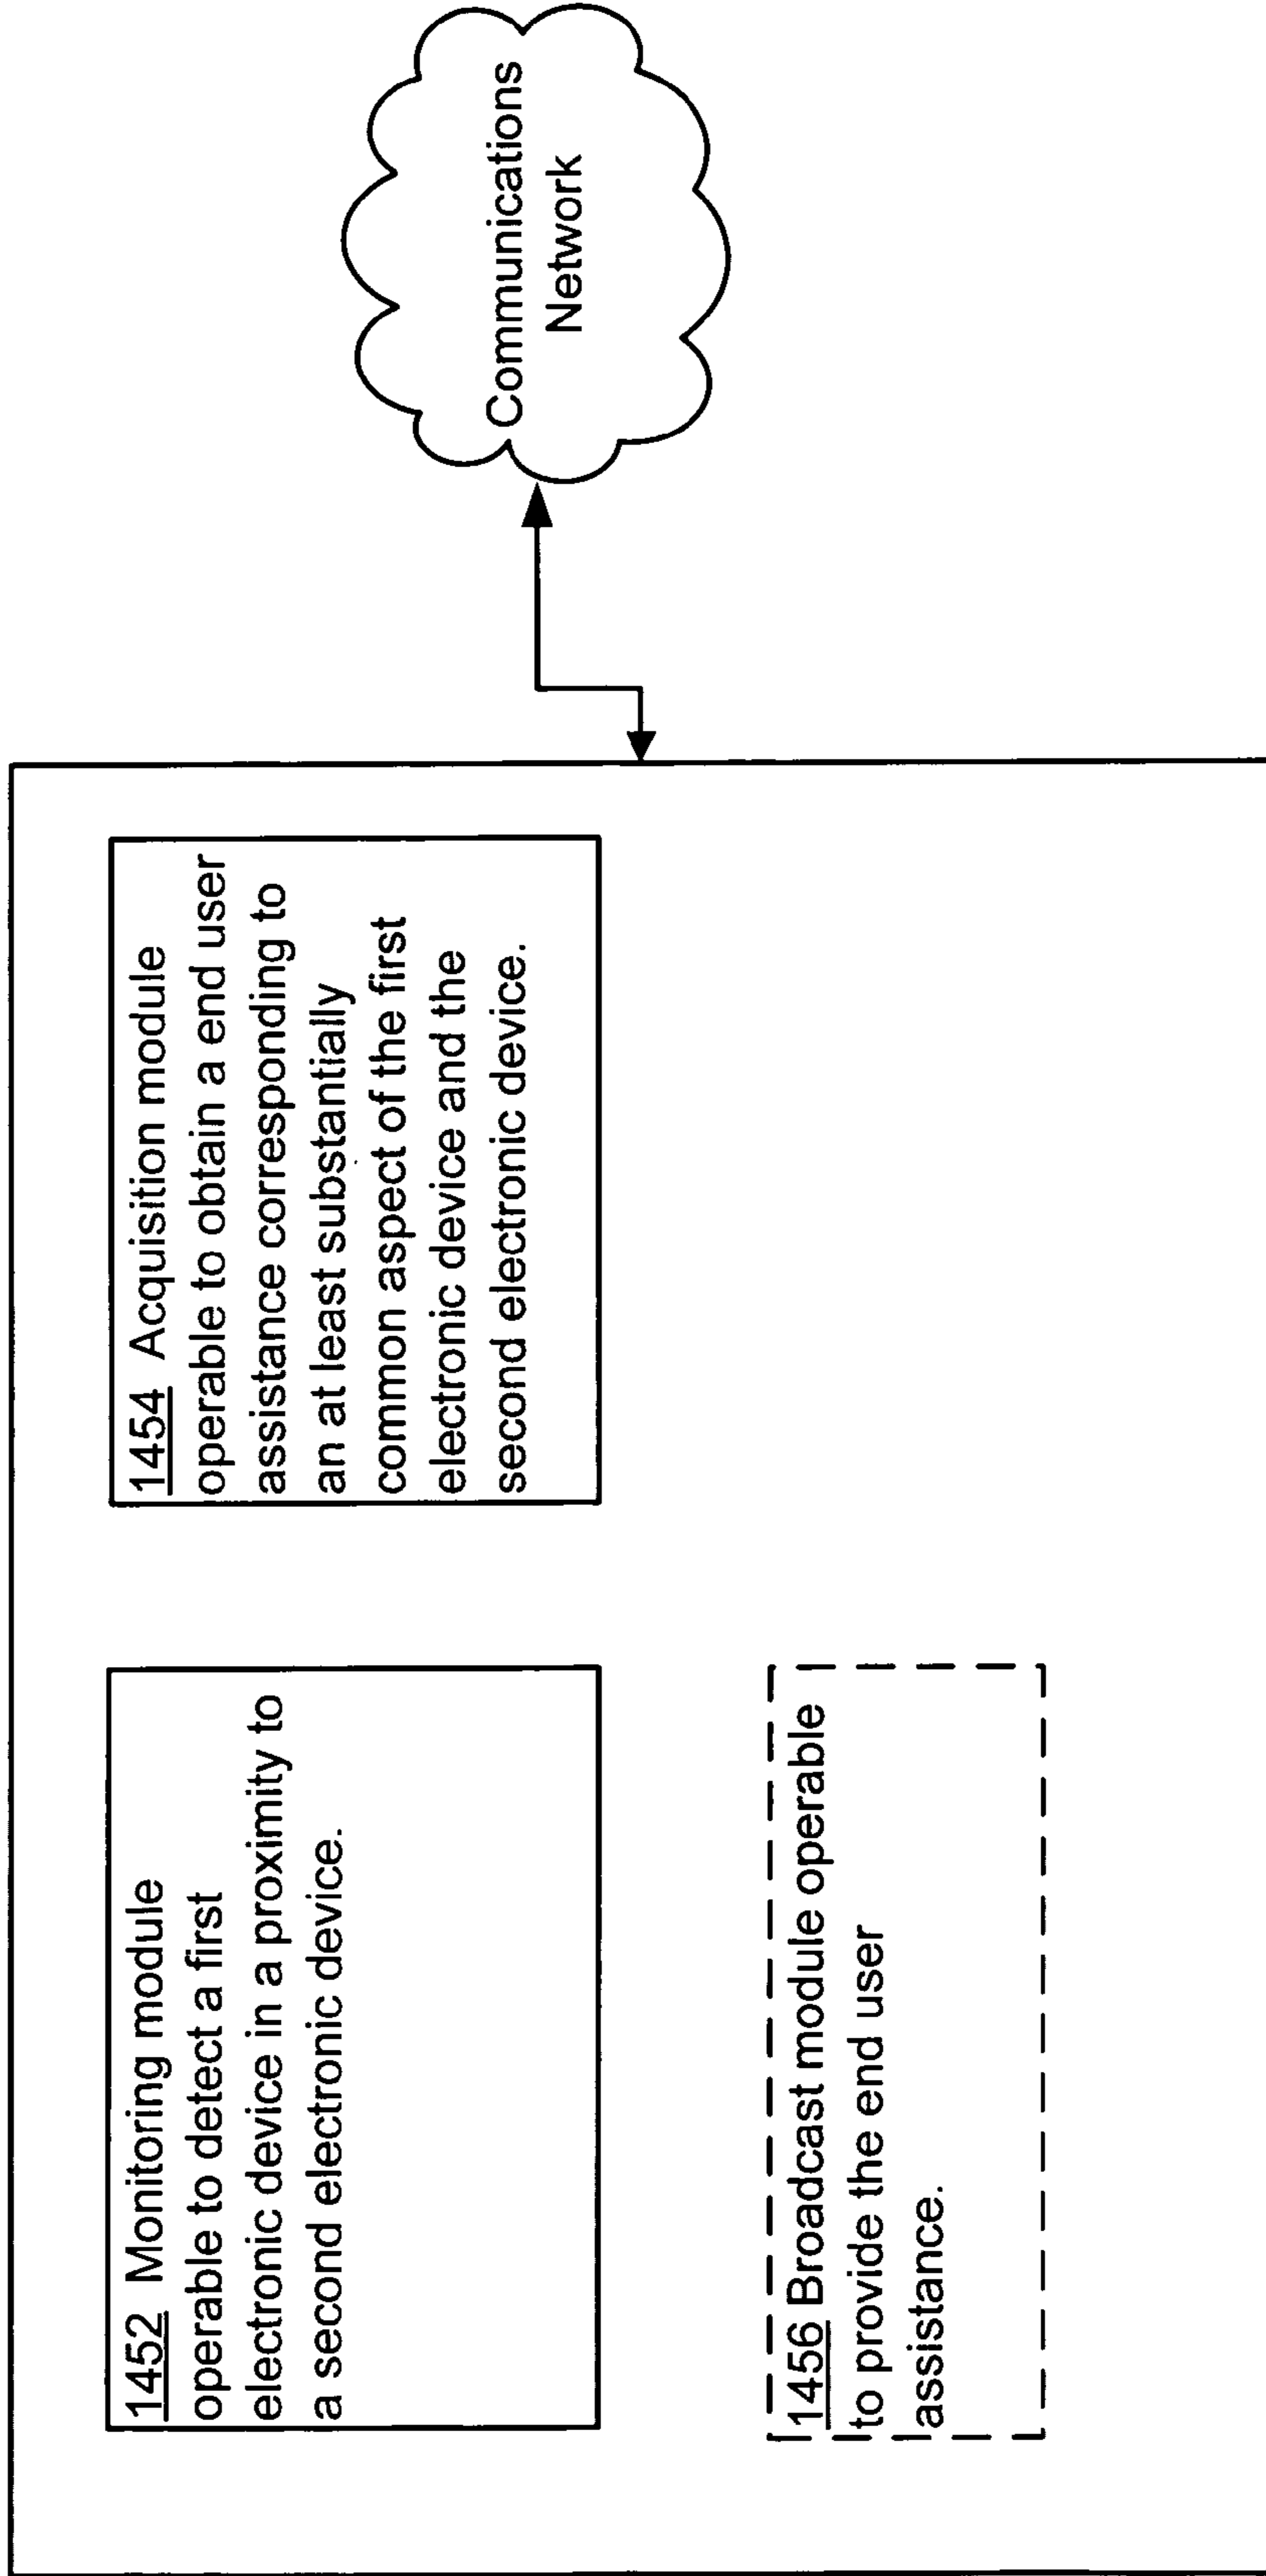 1452 Monitoring module
operable to detect a first
electronic device in a proximity to
a second electronic device.
1454 Acquisition module
operable to obtain a end user
assistance corresponding to
an at least substantially
common aspect of the first
electronic device and the
second electronic device.
1456 Broadcast module operable
to provide the end user
assistance.
Communications
Network